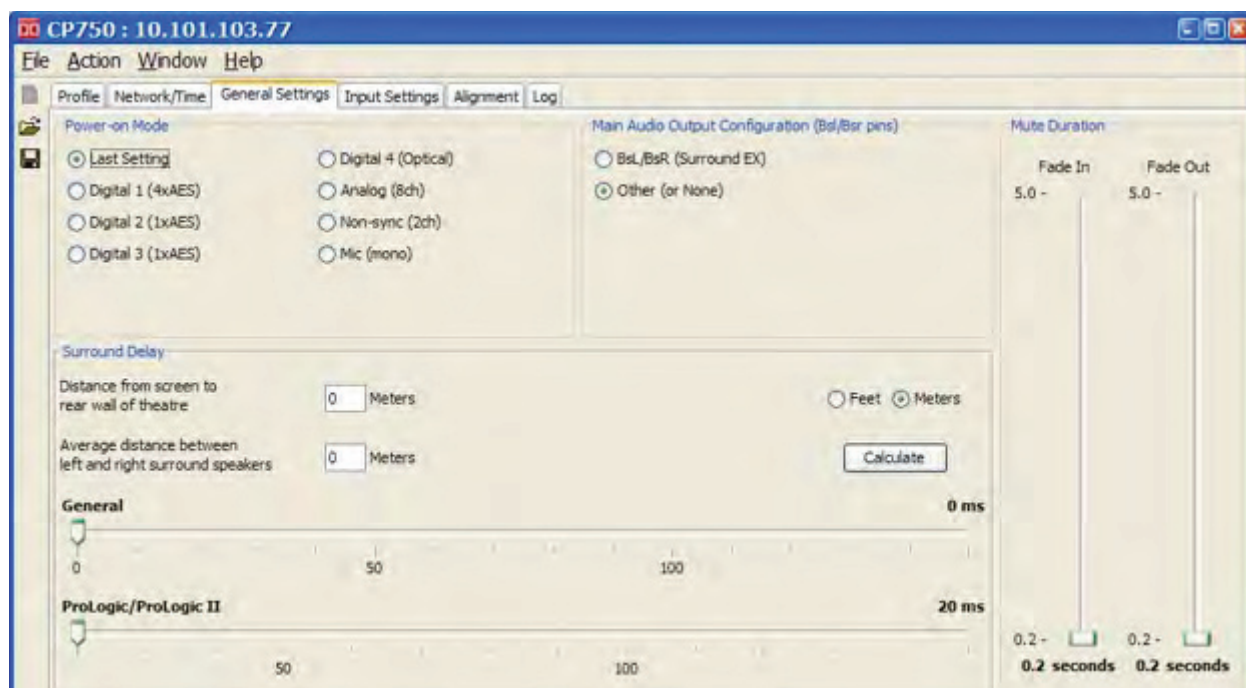 CP750 : 10.101.103.77
File Action Window Help
Profile Network/Time General Settings Input Settings Alignment Log
Power-on Mode
Last Setting
Digital 1 (4xAES)
Digital 2 (1xAES)
Digital 3 (1xAES)
Digital 4 (Optical)
Analog (8ch)
Non-sync (2ch)
Mic (mono)
Main Audio Output Configuration (Bsl/Bsr pins)
BsL/BsR (Surround EX)
Other (or None)
Mute Duration
Fade In Fade Out
5.0 - 5.0 -
0.2 - 0.2 -
0.2 seconds 0.2 seconds
Surround Delay
Distance from screen to
rear wall of theatre
0 Meters
Feet Meters
Average distance between
left and right surround speakers
0 Meters
Calculate
General 0 ms
0 50 100
ProLogic/ProLogic II 20 ms
50 100